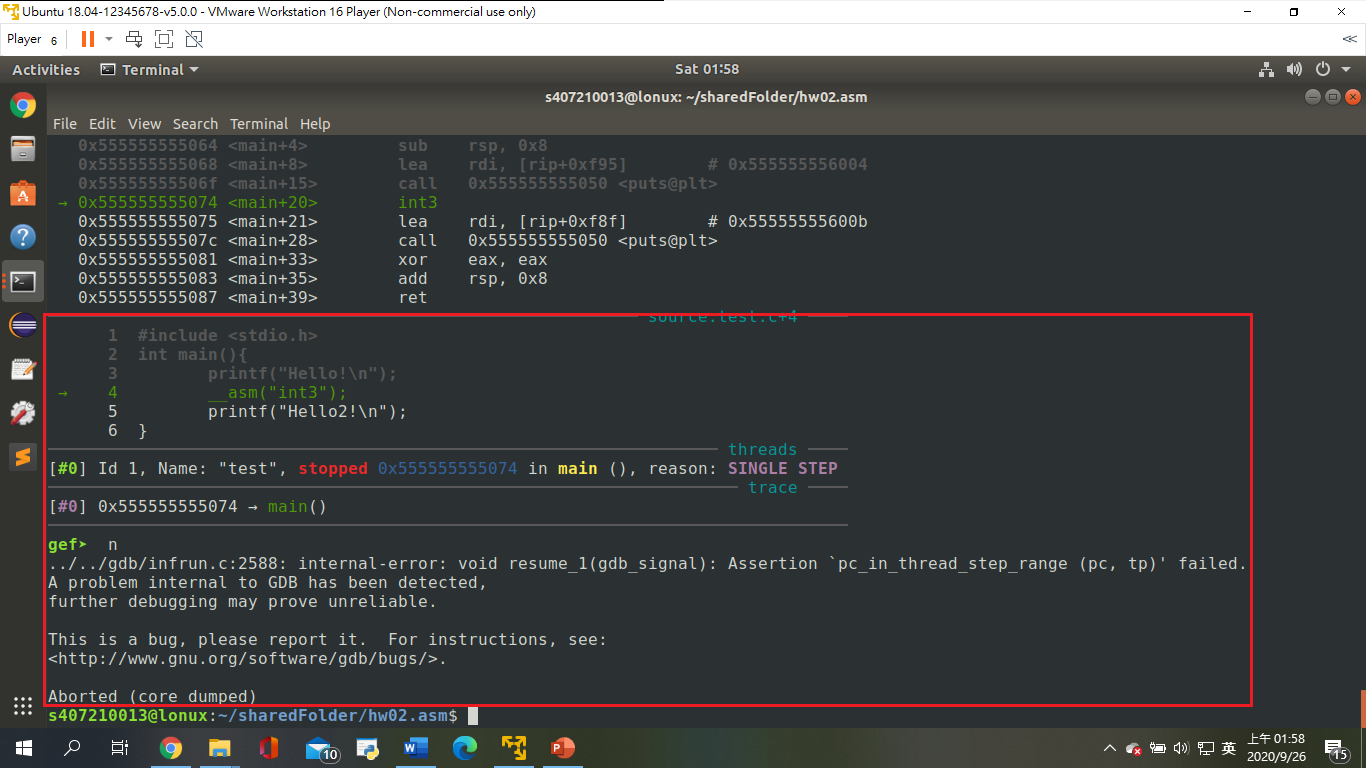 Ubuntu 18.04-12345678-v5.0.0 - VMware Workstation 16 Player (Non-commercial use only)
Player 6
Activities Terminal Sat 01:58
s407210013@lonux: ~/sharedFolder/hw02.asm
File Edit View Search Terminal Help
0x555555555064 <main+4> sub rsp, 0x8
0x555555555068 <main+8> lea rdi, [rip+0xf95] # 0x555555556004
0x55555555506f <main+15> call 0x555555555050 <puts@plt>
→ 0x555555555074 <main+20> int3
0x555555555075 <main+21> lea rdi, [rip+0xf8f] # 0x55555555600b
0x55555555507c <main+28> call 0x555555555050 <puts@plt>
0x555555555081 <main+33> xor eax, eax
0x555555555083 <main+35> add rsp, 0x8
0x555555555087 <main+39> ret
source:test.c+4
1 #include <stdio.h>
2 int main(){
3 printf("Hello!\n");
→ 4 __asm("int3");
5 printf("Hello2!\n");
6 }
threads
[#0] Id 1, Name: "test", stopped 0x555555555074 in main (), reason: SINGLE STEP
trace
[#0] 0x555555555074 → main()
gef➤ n
../../gdb/infrun.c:2588: internal-error: void resume_1(gdb_signal): Assertion `pc_in_thread_step_range (pc, tp)' failed.
A problem internal to GDB has been detected,
further debugging may prove unreliable.
This is a bug, please report it. For instructions, see:
<http://www.gnu.org/software/gdb/bugs/>.
Aborted (core dumped)
s407210013@lonux:~/sharedFolder/hw02.asm$
10
英
上午 01:58
2020/9/26
15